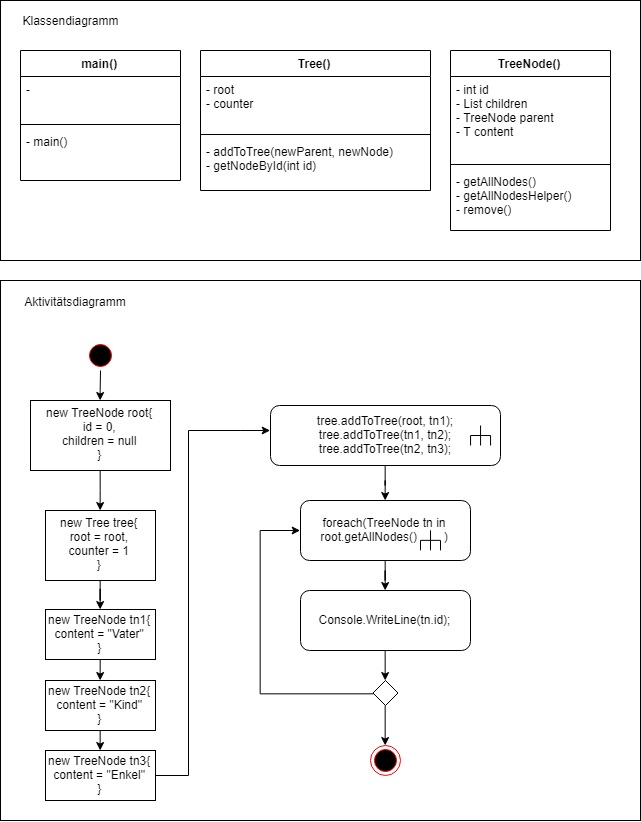 Klassendiagramm
main()
-
- main()
Tree()
- root
- counter
- addToTree(newParent, newNode)
- getNodeById(int id)
TreeNode()
- int id
- List children
- TreeNode parent
- T content
- getAllNodes()
- getAllNodesHelper()
- remove()
Aktivitätsdiagramm
new TreeNode root{
id = 0,
children = null
}
new Tree tree{
root = root,
counter = 1
}
new TreeNode tn1{
content = "Vater"
}
new TreeNode tn2{
content = "Kind"
}
new TreeNode tn3{
content = "Enkel"
}
tree.addToTree(root, tn1);
tree.addToTree(tn1, tn2);
tree.addToTree(tn2, tn3);
foreach(TreeNode tn in
root.getAllNodes() )
Console.WriteLine(tn.id);